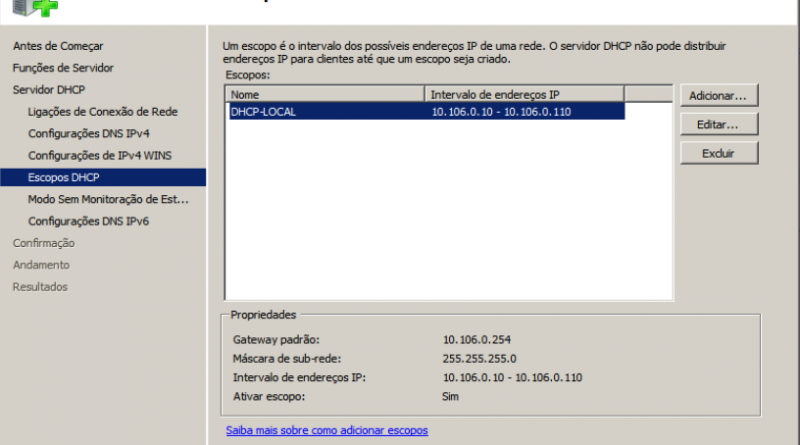 Antes de Começar
Funções de Servidor
Servidor DHCP
Ligações de Conexão de Rede
Configurações DNS IPv4
Configurações de IPv4 WINS
Escopos DHCP
Modo Sem Monitoração de Est...
Configurações DNS IPv6
Confirmação
Andamento
Resultados
Um escopo é o intervalo dos possíveis endereços IP de uma rede. O servidor DHCP não pode distribuir
endereços IP para clientes até que um escopo seja criado.
Escopos:
Nome Intervalo de endereços IP
DHCP-LOCAL 10.106.0.10 - 10.106.0.110
Adicionar...
Editar...
Excluir
Propriedades
Gateway padrão: 10.106.0.254
Máscara de sub-rede: 255.255.255.0
Intervalo de endereços IP: 10.106.0.10 - 10.106.0.110
Ativar escopo: Sim
Saiba mais sobre como adicionar escopos